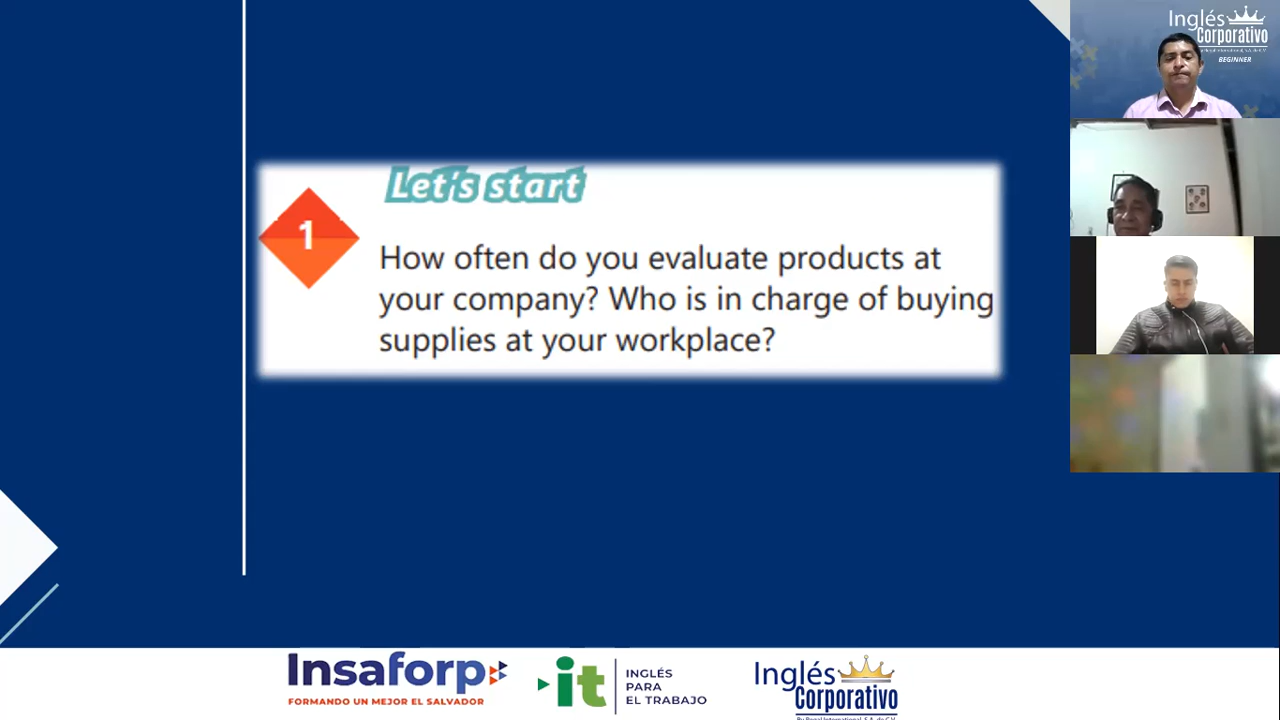 Let's start
1
How often do you evaluate products at
your company? Who is in charge of buying
supplies at your workplace?
Inglés
Corporativo
BEGINNER
Insaforp
FORMANDO UN MEJOR EL SALVADOR
it
INGLÉS
PARA
EL TRABAJO
Inglés
Corporativo